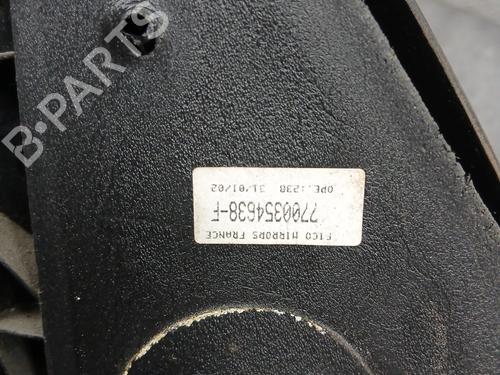 FICO MIRRORS FRANCE
7700354638-F
OPE.:238 31/01/02
B-PARTS